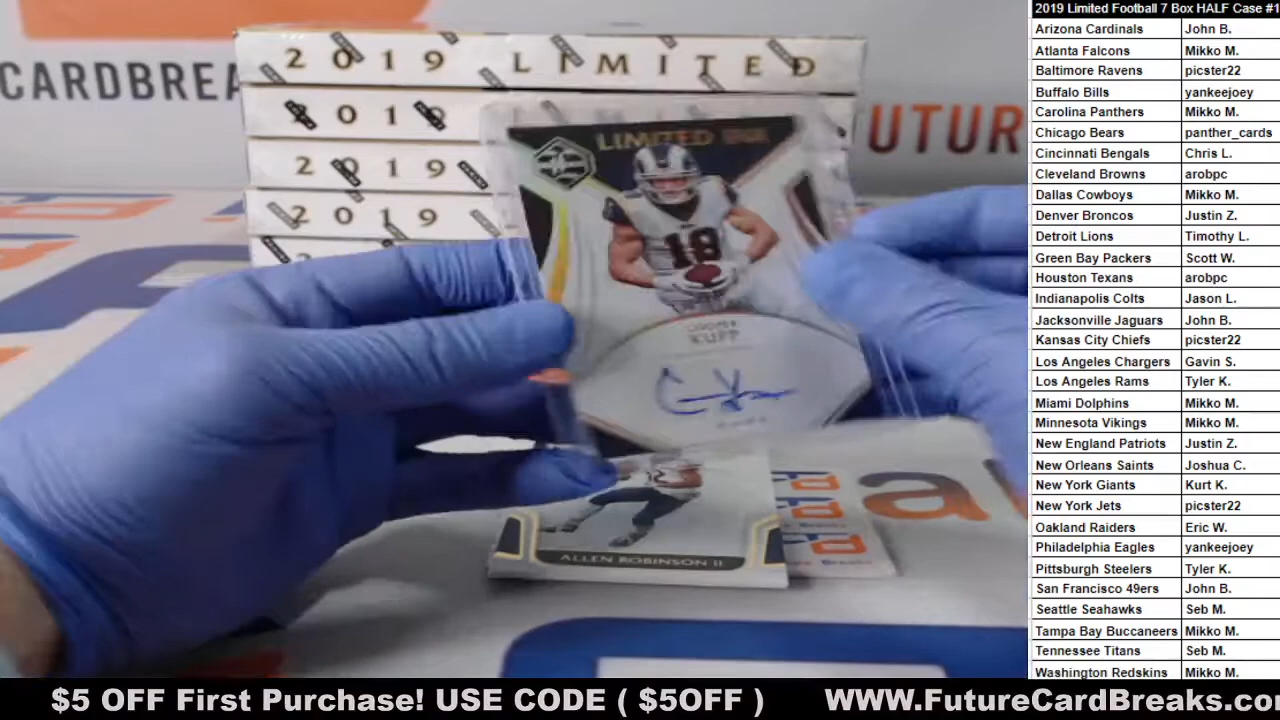 2019 LIMITED
2019
2019
2019
CARDBREA
FUTUR
LIMITED INK
18
KUPP
ALLEN ROBINSON II
2019 Limited Football 7 Box HALF Case #1
Arizona Cardinals John B.
Atlanta Falcons Mikko M.
Baltimore Ravens picster22
Buffalo Bills yankeejoey
Carolina Panthers Mikko M.
Chicago Bears panther_cards
Cincinnati Bengals Chris L.
Cleveland Browns arobpc
Dallas Cowboys Mikko M.
Denver Broncos Justin Z.
Detroit Lions Timothy L.
Green Bay Packers Scott W.
Houston Texans arobpc
Indianapolis Colts Jason L.
Jacksonville Jaguars John B.
Kansas City Chiefs picster22
Los Angeles Chargers Gavin S.
Los Angeles Rams Tyler K.
Miami Dolphins Mikko M.
Minnesota Vikings Mikko M.
New England Patriots Justin Z.
New Orleans Saints Joshua C.
New York Giants Kurt K.
New York Jets picster22
Oakland Raiders Eric W.
Philadelphia Eagles yankeejoey
Pittsburgh Steelers Tyler K.
San Francisco 49ers John B.
Seattle Seahawks Seb M.
Tampa Bay Buccaneers Mikko M.
Tennessee Titans Seb M.
Washington Redskins Mikko M.
$5 OFF First Purchase! USE CODE ( $5OFF ) WWW.FutureCardBreaks.co